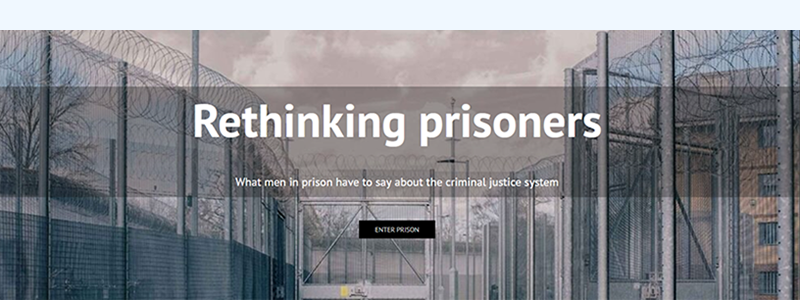 Rethinking prisoners
What men in prison have to say about the criminal justice system
ENTER PRISON